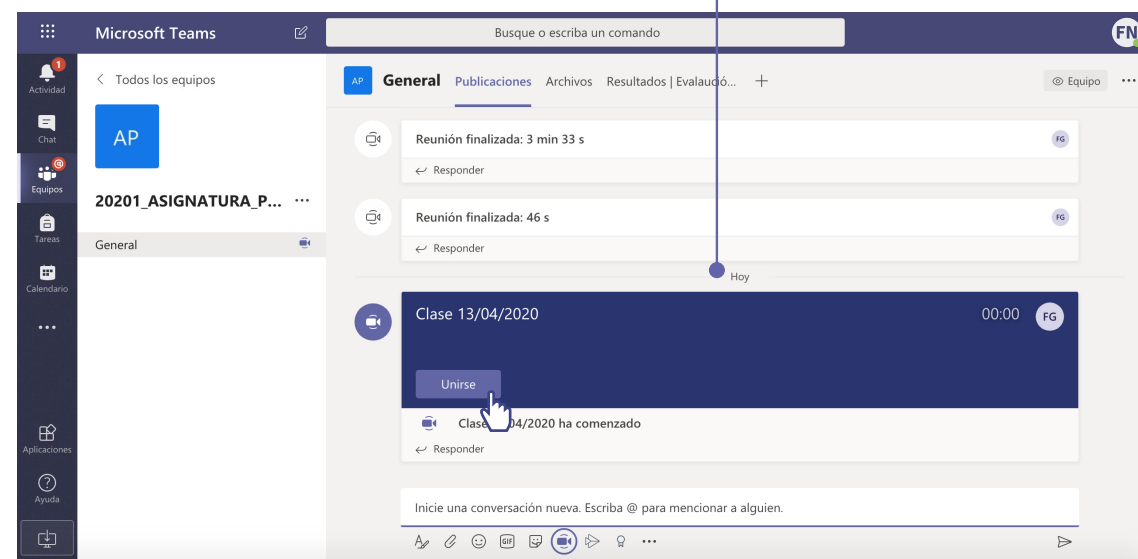 Microsoft Teams
Busque o escriba un comando
FN
1
Actividad
Chat
@
Equipos
Tareas
Calendario
Aplicaciones
Ayuda
Todos los equipos
AP
20201_ASIGNATURA_P... ...
General
AP General Publicaciones Archivos Resultados | Evalaució... +
Equipo ...
Reunión finalizada: 3 min 33 s FG
Responder
Reunión finalizada: 46 s FG
Responder
Hoy
Clase 13/04/2020 00:00 FG
Unirse
Clase 04/2020 ha comenzado
Responder
Inicie una conversación nueva. Escriba @ para mencionar a alguien.
GIF